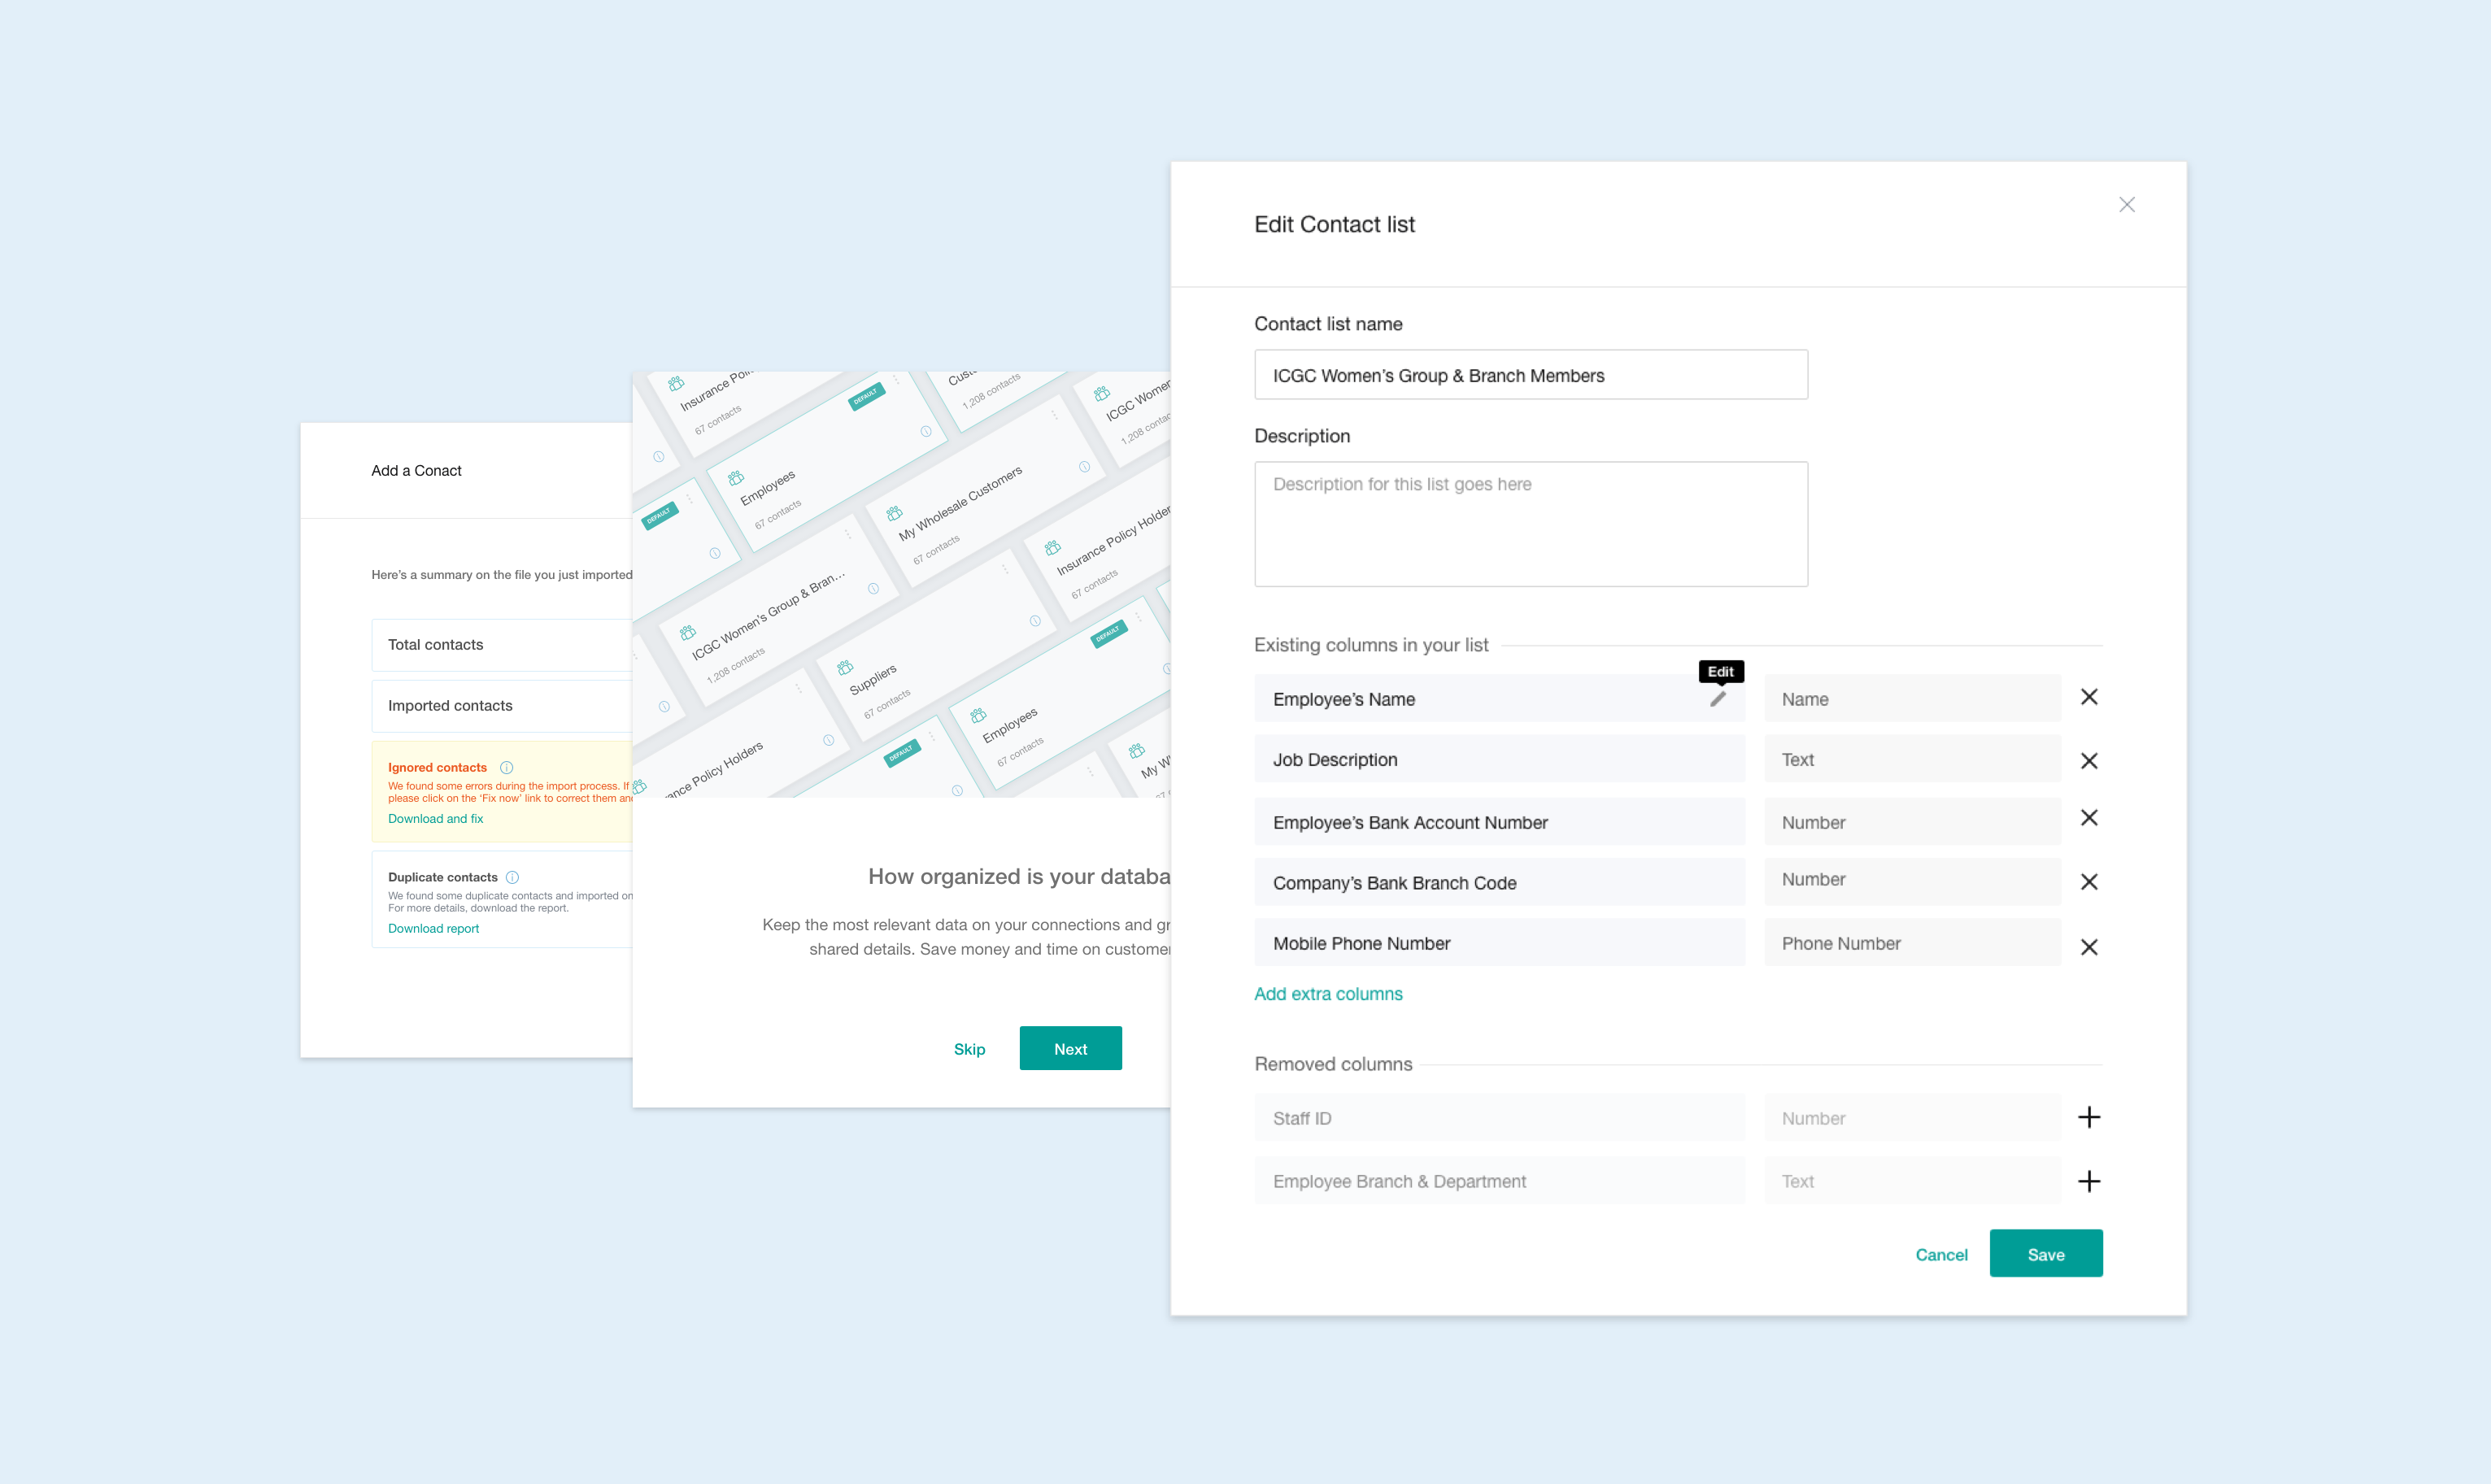 Add a Conact
Here's a summary on the file you just imported
Total contacts
Imported contacts
Ignored contacts
We found some errors during the import process. If
please click on the ‘Fix now’ link to correct them and
Download and fix
Duplicate contacts
We found some duplicate contacts and imported on
For more details, download the report.
Download report
Insurance Poli
67 contacts
DEFAULT
Employees
67 contacts
Custo
1,208 contacts
ICGC Women
1,208 contac
DEFAULT
My Wholesale Customers
67 contacts
ICGC Women's Group & Bran...
1,208 contacts
Insurance Policy Holder
67 contacts
Suppliers
67 contacts
DEFAULT
Employees
67 contacts
DEFAULT
ance Policy Holders
My W
How organized is your databa
Keep the most relevant data on your connections and gr
shared details. Save money and time on customer
Skip
Next
Edit Contact list
Contact list name
ICGC Women’s Group & Branch Members
Description
Description for this list goes here
Existing columns in your list
Edit
Employee’s Name Name
Job Description Text
Employee’s Bank Account Number Number
Company’s Bank Branch Code Number
Mobile Phone Number Phone Number
Add extra columns
Removed columns
Staff ID Number
Employee Branch & Department Text
Cancel
Save